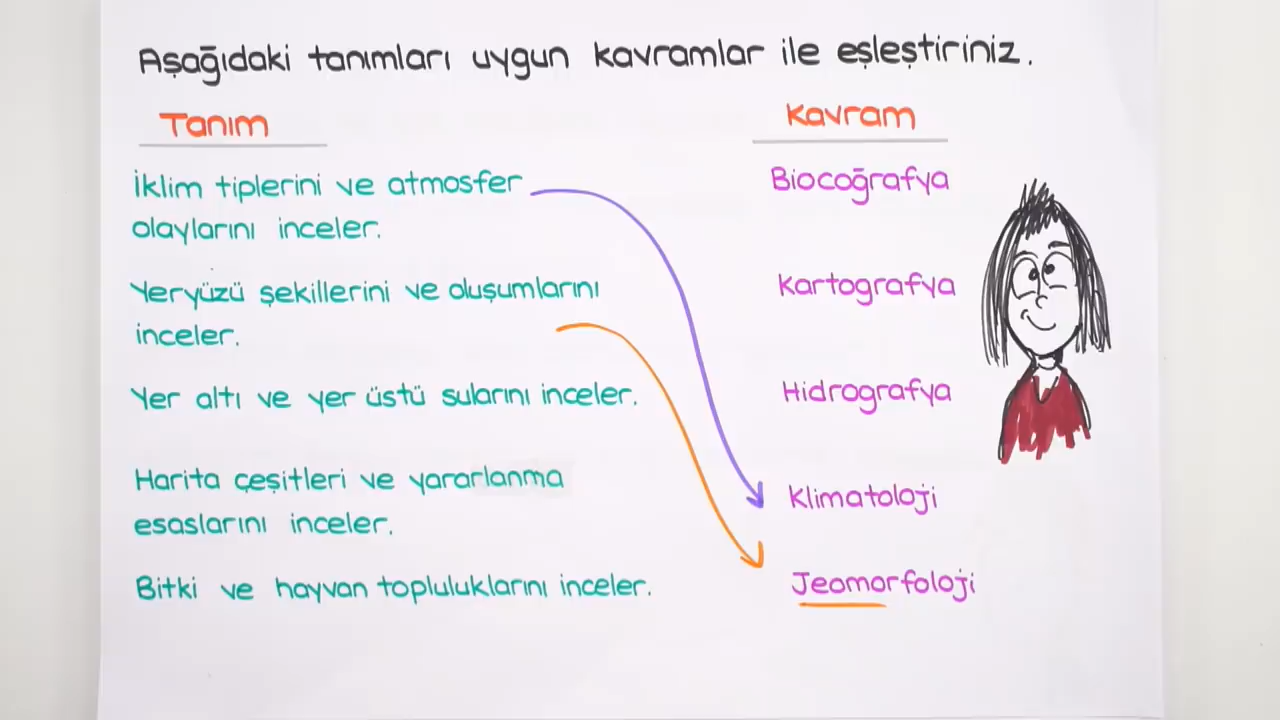 Aşağıdaki tanımları uygun kavramlar ile eşleştiriniz.
Tanım
Kavram
İklim tiplerini ve atmosfer
olaylarını inceler.
Biocoğrafya
Yeryüzü şekillerini ve oluşumlarını
inceler.
Kartografya
Yer altı ve yer üstü sularını inceler.
Hidrografya
Harita çeşitleri ve yararlanma
esaslarını inceler.
Klimatoloji
Bitki ve hayvan topluluklarını inceler.
Jeomorfoloji